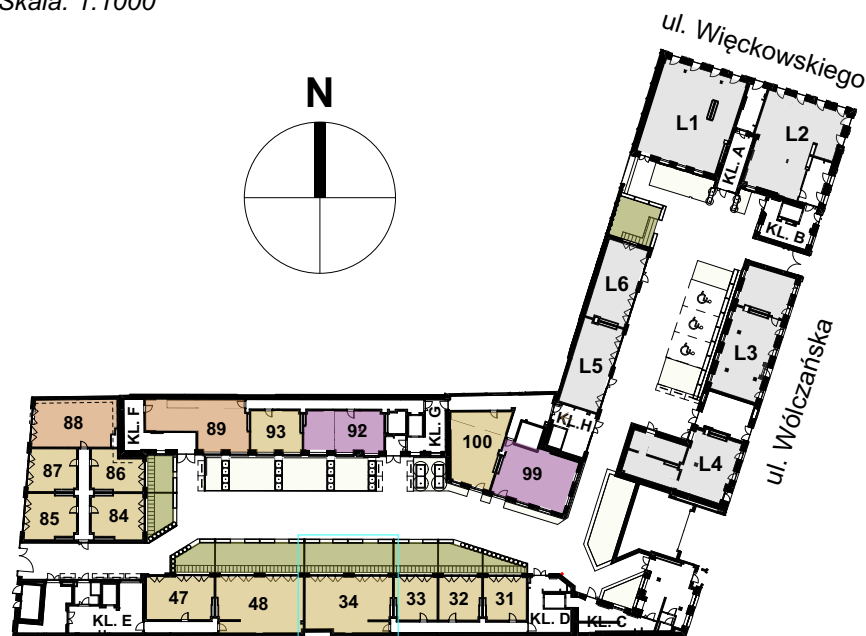 Skala: 1:1000
ul. Więckowskiego
N
L1
L2
KL. A
KL. B
L6
L3
L5
ul. Wólczańska
KL. H
L4
88
KL. F
89
93
92
KL. G
100
99
87
86
85
84
47
48
34
33
32
31
KL. E
KL. D
KL. C